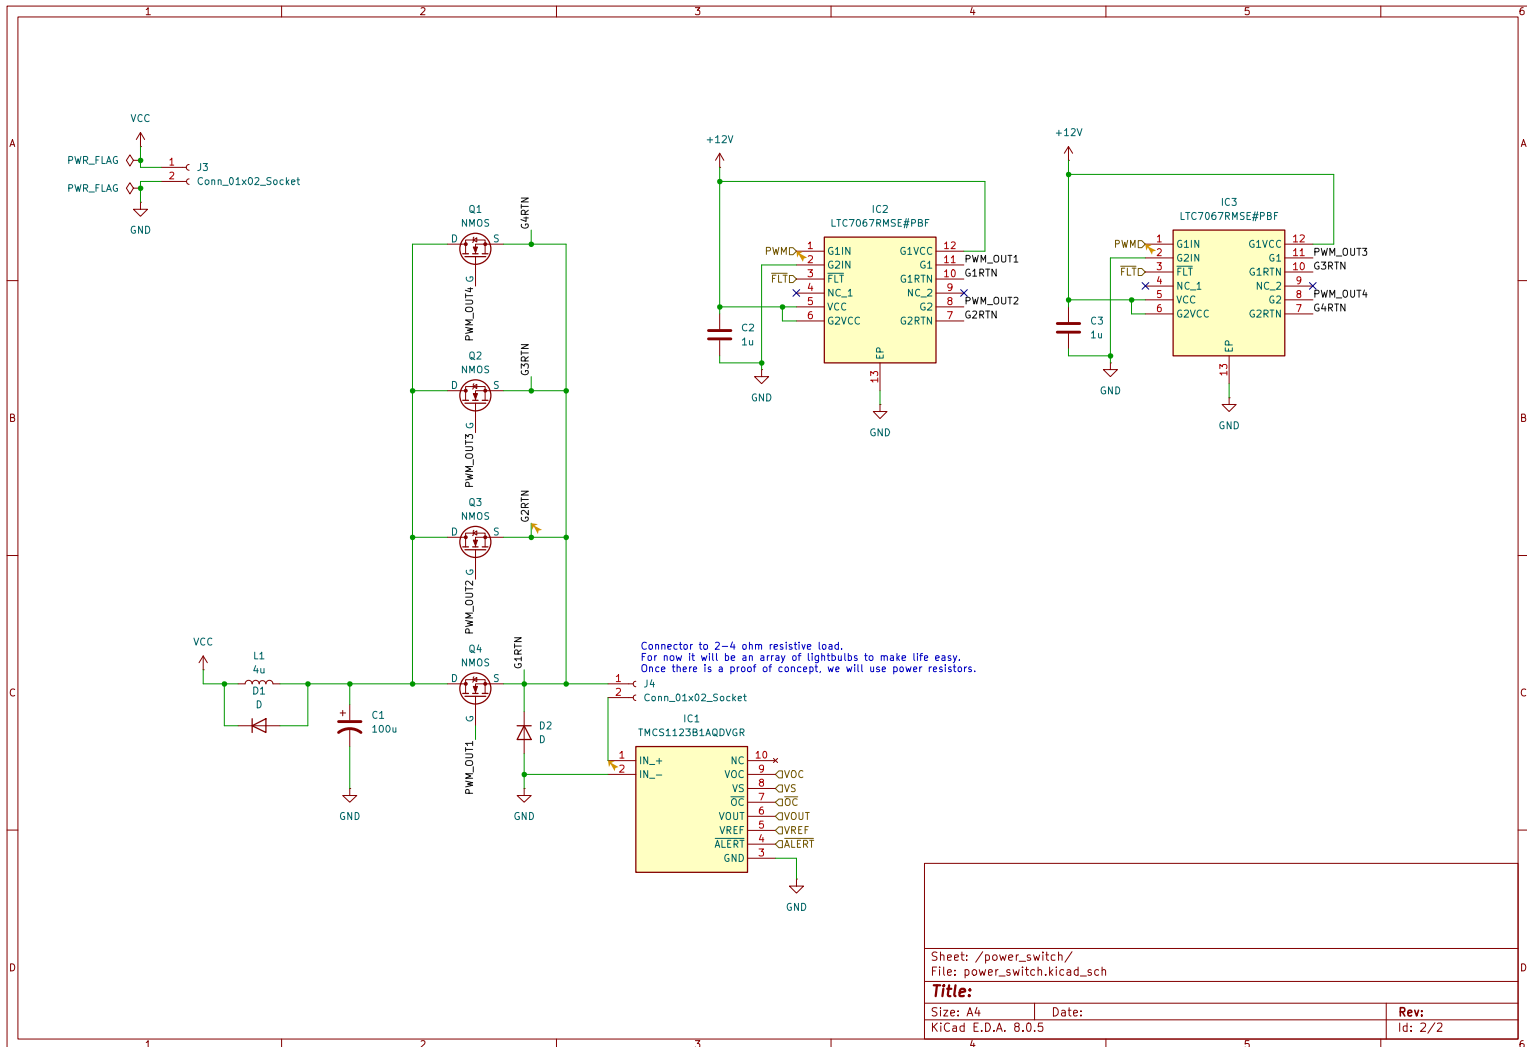 1 2 3 4 5 6
A A
B B
C C
D D
VCC
PWR_FLAG
PWR_FLAG
1 J3
2 Conn_01x02_Socket
GND
Q1
NMOS
D S
G
G4RTN
PWM_OUT4
Q2
NMOS
D S
G
G3RTN
PWM_OUT3
Q3
NMOS
D S
G
G2RTN
PWM_OUT2
Q4
NMOS
D S
G
G1RTN
PWM_OUT1
VCC
L1
4u
D1
D
+
C1
100u
GND
D2
D
GND
Connector to 2-4 ohm resistive load.
For now it will be an array of lightbulbs to make life easy.
Once there is a proof of concept, we will use power resistors.
1 J4
2 Conn_01x02_Socket
IC1
TMCS1123B1AQDVGR
1 IN_+ NC 10
2 IN_- VOC 9 VOC
VS 8 VS
OC 7 OC
VOUT 6 VOUT
VREF 5 VREF
ALERT 4 ALERT
GND 3
GND
+12V
IC2
LTC7067RMSE#PBF
PWM 1 G1IN G1VCC 12
2 G2IN G1 11 PWM_OUT1
FLT 3 FLT G1RTN 10 G1RTN
4 NC_1 NC_2 9
5 VCC G2 8 PWM_OUT2
6 G2VCC G2RTN 7 G2RTN
EP
13
C2
1u
GND
GND
+12V
IC3
LTC7067RMSE#PBF
PWM 1 G1IN G1VCC 12
2 G2IN G1 11 PWM_OUT3
FLT 3 FLT G1RTN 10 G3RTN
4 NC_1 NC_2 9
5 VCC G2 8 PWM_OUT4
6 G2VCC G2RTN 7 G4RTN
EP
13
C3
1u
GND
GND
Sheet: /power_switch/
File: power_switch.kicad_sch
Title:
Size: A4 Date: Rev:
KiCad E.D.A. 8.0.5 Id: 2/2
1 2 3 4 5 6